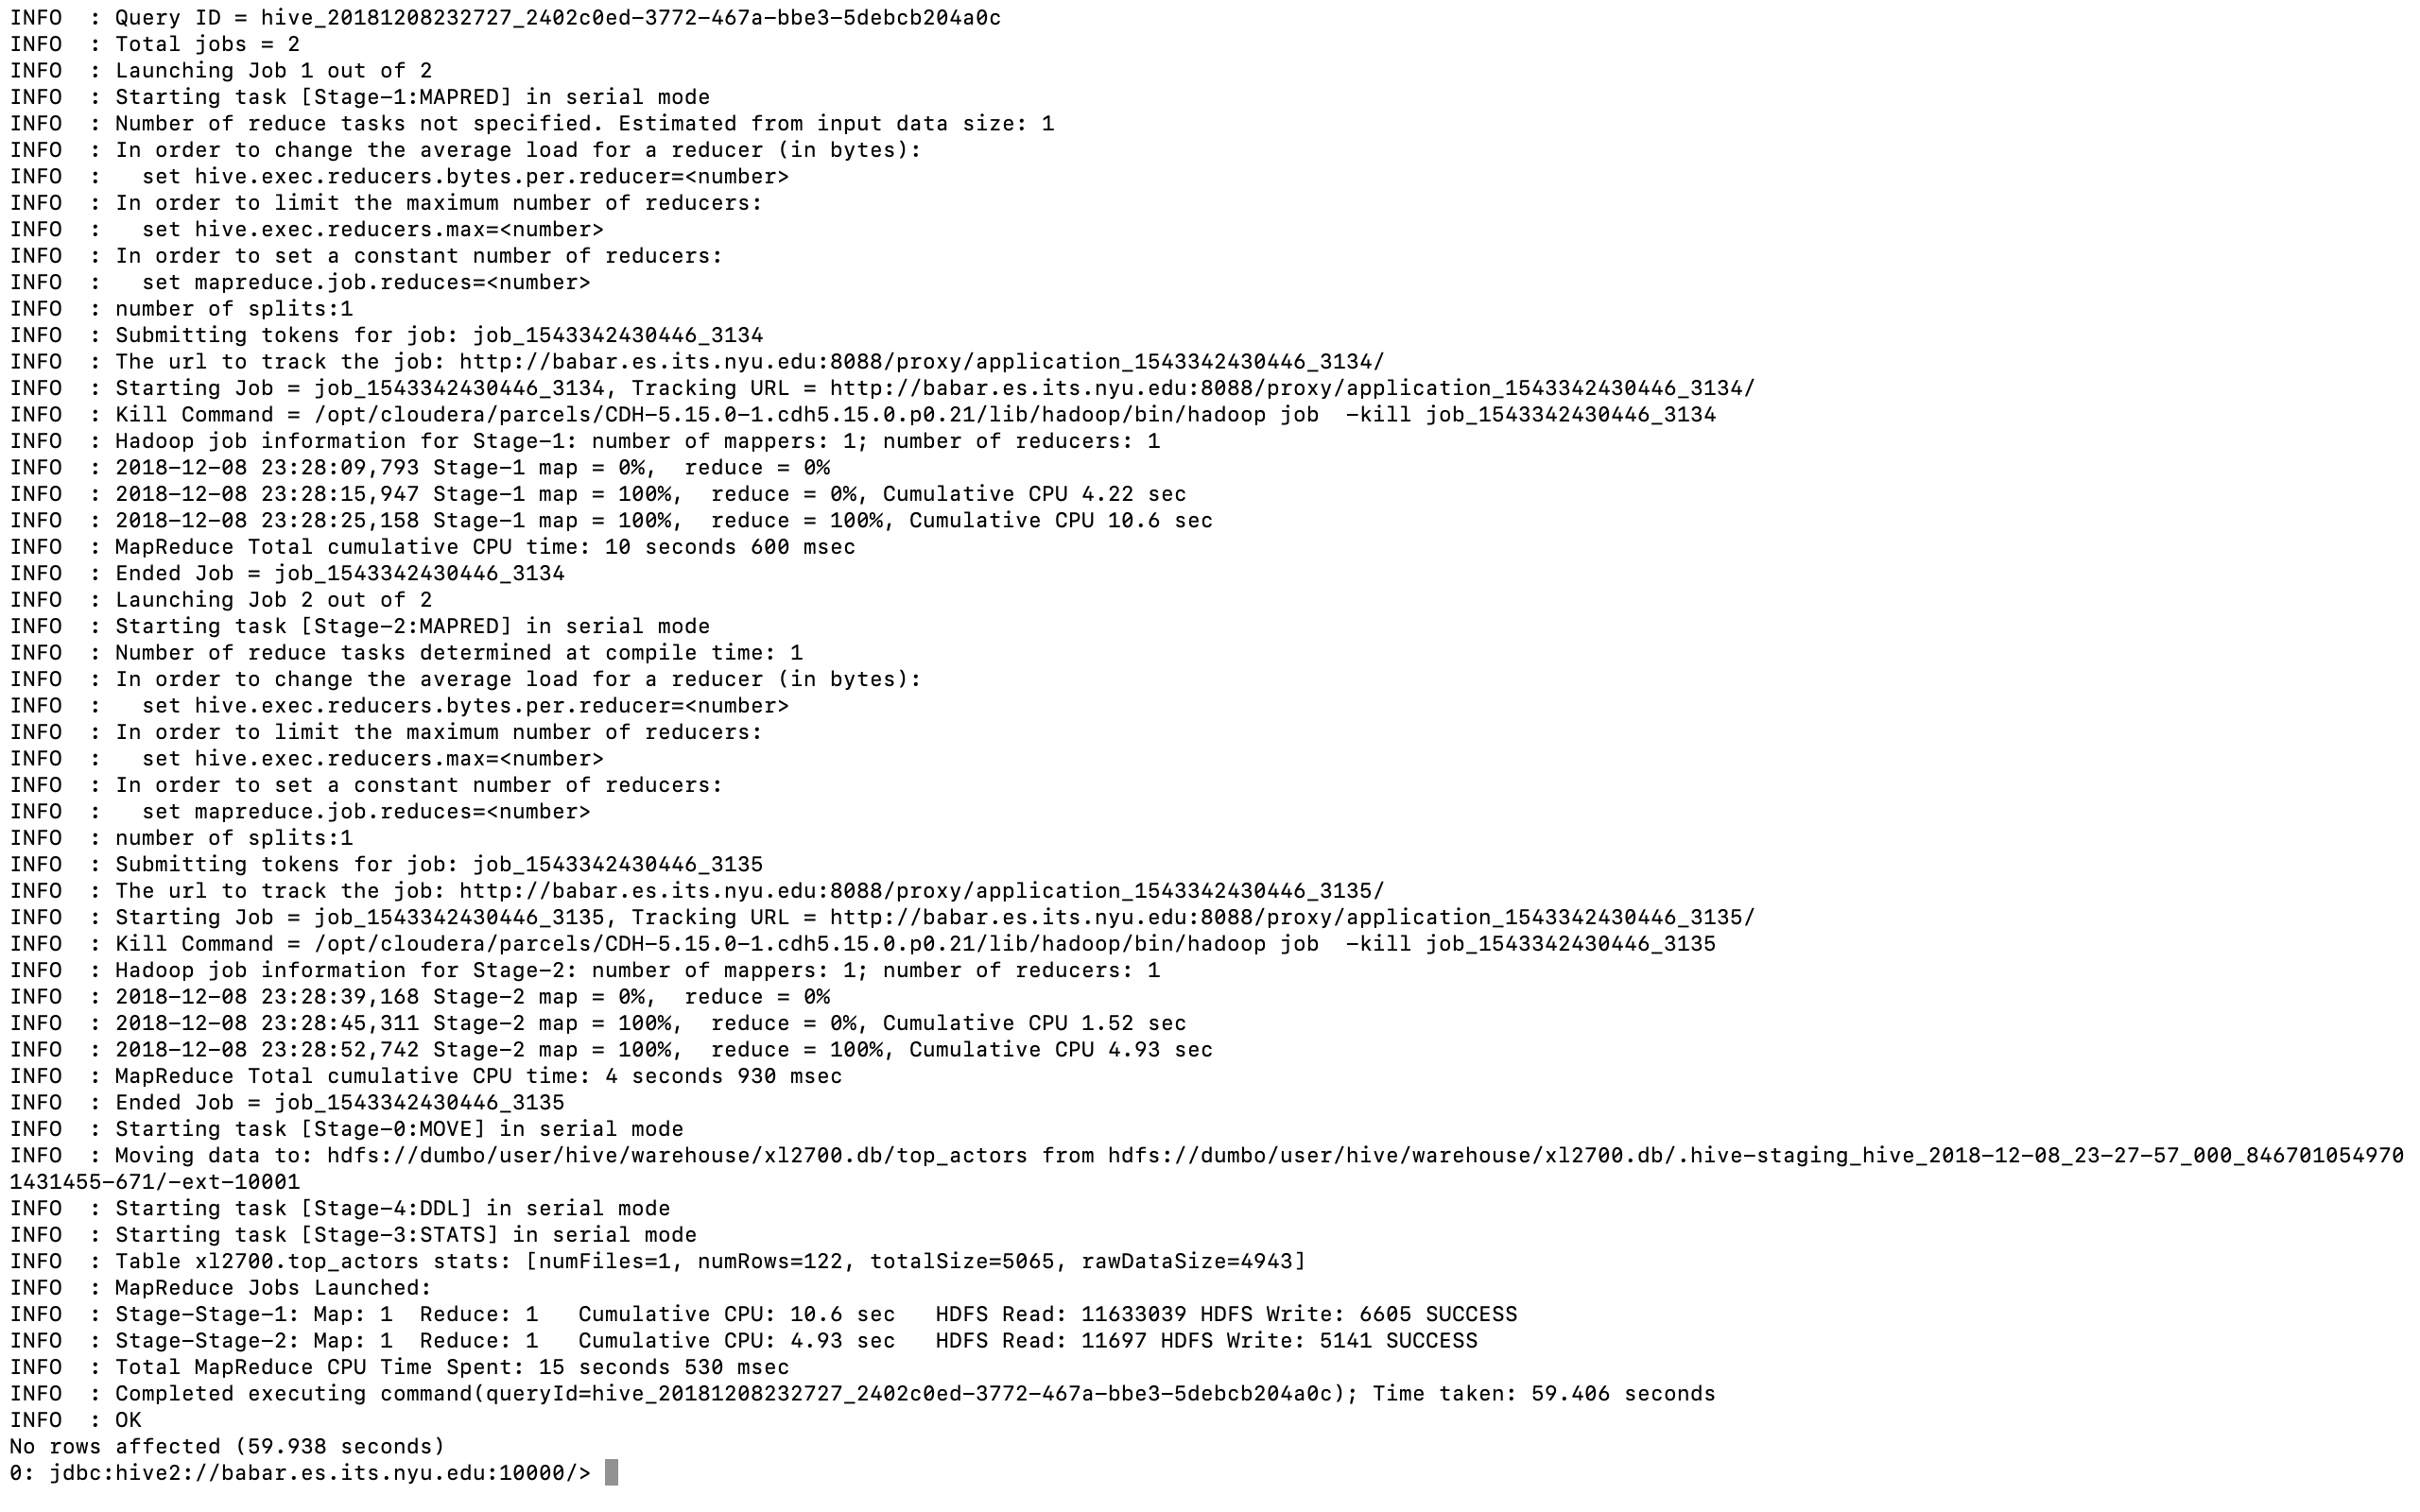 INFO  : Query ID = hive_20181208232727_2402c0ed-3772-467a-bbe3-5debcb204a0c
INFO  : Total jobs = 2
INFO  : Launching Job 1 out of 2
INFO  : Starting task [Stage-1:MAPRED] in serial mode
INFO  : Number of reduce tasks not specified. Estimated from input data size: 1
INFO  : In order to change the average load for a reducer (in bytes):
INFO  :   set hive.exec.reducers.bytes.per.reducer=<number>
INFO  : In order to limit the maximum number of reducers:
INFO  :   set hive.exec.reducers.max=<number>
INFO  : In order to set a constant number of reducers:
INFO  :   set mapreduce.job.reduces=<number>
INFO  : number of splits:1
INFO  : Submitting tokens for job: job_1543342430446_3134
INFO  : The url to track the job: http://babar.es.its.nyu.edu:8088/proxy/application_1543342430446_3134/
INFO  : Starting Job = job_1543342430446_3134, Tracking URL = http://babar.es.its.nyu.edu:8088/proxy/application_1543342430446_3134/
INFO  : Kill Command = /opt/cloudera/parcels/CDH-5.15.0-1.cdh5.15.0.p0.21/lib/hadoop/bin/hadoop job  -kill job_1543342430446_3134
INFO  : Hadoop job information for Stage-1: number of mappers: 1; number of reducers: 1
INFO  : 2018-12-08 23:28:09,793 Stage-1 map = 0%,  reduce = 0%
INFO  : 2018-12-08 23:28:15,947 Stage-1 map = 100%,  reduce = 0%, Cumulative CPU 4.22 sec
INFO  : 2018-12-08 23:28:25,158 Stage-1 map = 100%,  reduce = 100%, Cumulative CPU 10.6 sec
INFO  : MapReduce Total cumulative CPU time: 10 seconds 600 msec
INFO  : Ended Job = job_1543342430446_3134
INFO  : Launching Job 2 out of 2
INFO  : Starting task [Stage-2:MAPRED] in serial mode
INFO  : Number of reduce tasks determined at compile time: 1
INFO  : In order to change the average load for a reducer (in bytes):
INFO  :   set hive.exec.reducers.bytes.per.reducer=<number>
INFO  : In order to limit the maximum number of reducers:
INFO  :   set hive.exec.reducers.max=<number>
INFO  : In order to set a constant number of reducers:
INFO  :   set mapreduce.job.reduces=<number>
INFO  : number of splits:1
INFO  : Submitting tokens for job: job_1543342430446_3135
INFO  : The url to track the job: http://babar.es.its.nyu.edu:8088/proxy/application_1543342430446_3135/
INFO  : Starting Job = job_1543342430446_3135, Tracking URL = http://babar.es.its.nyu.edu:8088/proxy/application_1543342430446_3135/
INFO  : Kill Command = /opt/cloudera/parcels/CDH-5.15.0-1.cdh5.15.0.p0.21/lib/hadoop/bin/hadoop job  -kill job_1543342430446_3135
INFO  : Hadoop job information for Stage-2: number of mappers: 1; number of reducers: 1
INFO  : 2018-12-08 23:28:39,168 Stage-2 map = 0%,  reduce = 0%
INFO  : 2018-12-08 23:28:45,311 Stage-2 map = 100%,  reduce = 0%, Cumulative CPU 1.52 sec
INFO  : 2018-12-08 23:28:52,742 Stage-2 map = 100%,  reduce = 100%, Cumulative CPU 4.93 sec
INFO  : MapReduce Total cumulative CPU time: 4 seconds 930 msec
INFO  : Ended Job = job_1543342430446_3135
INFO  : Starting task [Stage-0:MOVE] in serial mode
INFO  : Moving data to: hdfs://dumbo/user/hive/warehouse/xl2700.db/top_actors from hdfs://dumbo/user/hive/warehouse/xl2700.db/.hive-staging_hive_2018-12-08_23-27-57_000_846701054970
1431455-671/-ext-10001
INFO  : Starting task [Stage-4:DDL] in serial mode
INFO  : Starting task [Stage-3:STATS] in serial mode
INFO  : Table xl2700.top_actors stats: [numFiles=1, numRows=122, totalSize=5065, rawDataSize=4943]
INFO  : MapReduce Jobs Launched:
INFO  : Stage-Stage-1: Map: 1  Reduce: 1   Cumulative CPU: 10.6 sec   HDFS Read: 11633039 HDFS Write: 6605 SUCCESS
INFO  : Stage-Stage-2: Map: 1  Reduce: 1   Cumulative CPU: 4.93 sec   HDFS Read: 11697 HDFS Write: 5141 SUCCESS
INFO  : Total MapReduce CPU Time Spent: 15 seconds 530 msec
INFO  : Completed executing command(queryId=hive_20181208232727_2402c0ed-3772-467a-bbe3-5debcb204a0c); Time taken: 59.406 seconds
INFO  : OK
No rows affected (59.938 seconds)
0: jdbc:hive2://babar.es.its.nyu.edu:10000/>